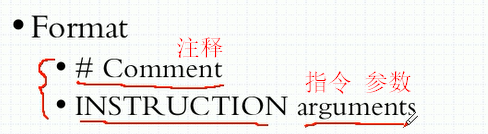 • Format
注释
• # Comment
指令 参数
• INSTRUCTION arguments